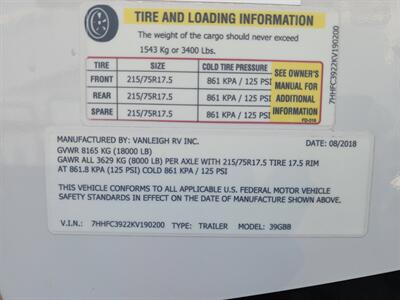 TIRE AND LOADING INFORMATION
The weight of the cargo should never exceed
1543 Kg or 3400 Lbs.
TIRE SIZE COLD TIRE PRESSURE
FRONT 215/75R17.5 861 KPA / 125 PSI
REAR 215/75R17.5 861 KPA / 125 PSI
SPARE 215/75R17.5 861 KPA / 125 PSI
SEE OWNER'S
MANUAL FOR
ADDITIONAL
INFORMATION
FD-019
7HHFC3922KV190200
MANUFACTURED BY: VANLEIGH RV INC. DATE: 08/2018
GVWR 8165 KG (18000 LB)
GAWR ALL 3629 KG (8000 LB) PER AXLE WITH 215/75R17.5 TIRE 17.5 RIM
AT 861.8 KPA (125 PSI) COLD 861 KPA / 125 PSI
THIS VEHICLE CONFORMS TO ALL APPLICABLE U.S. FEDERAL MOTOR VEHICLE
SAFETY STANDARDS IN EFFECT ON THE DATE OF MANUFACTURE SHOWN ABOVE.
V.I.N.: 7HHFC3922KV190200 TYPE: TRAILER MODEL: 39GBB